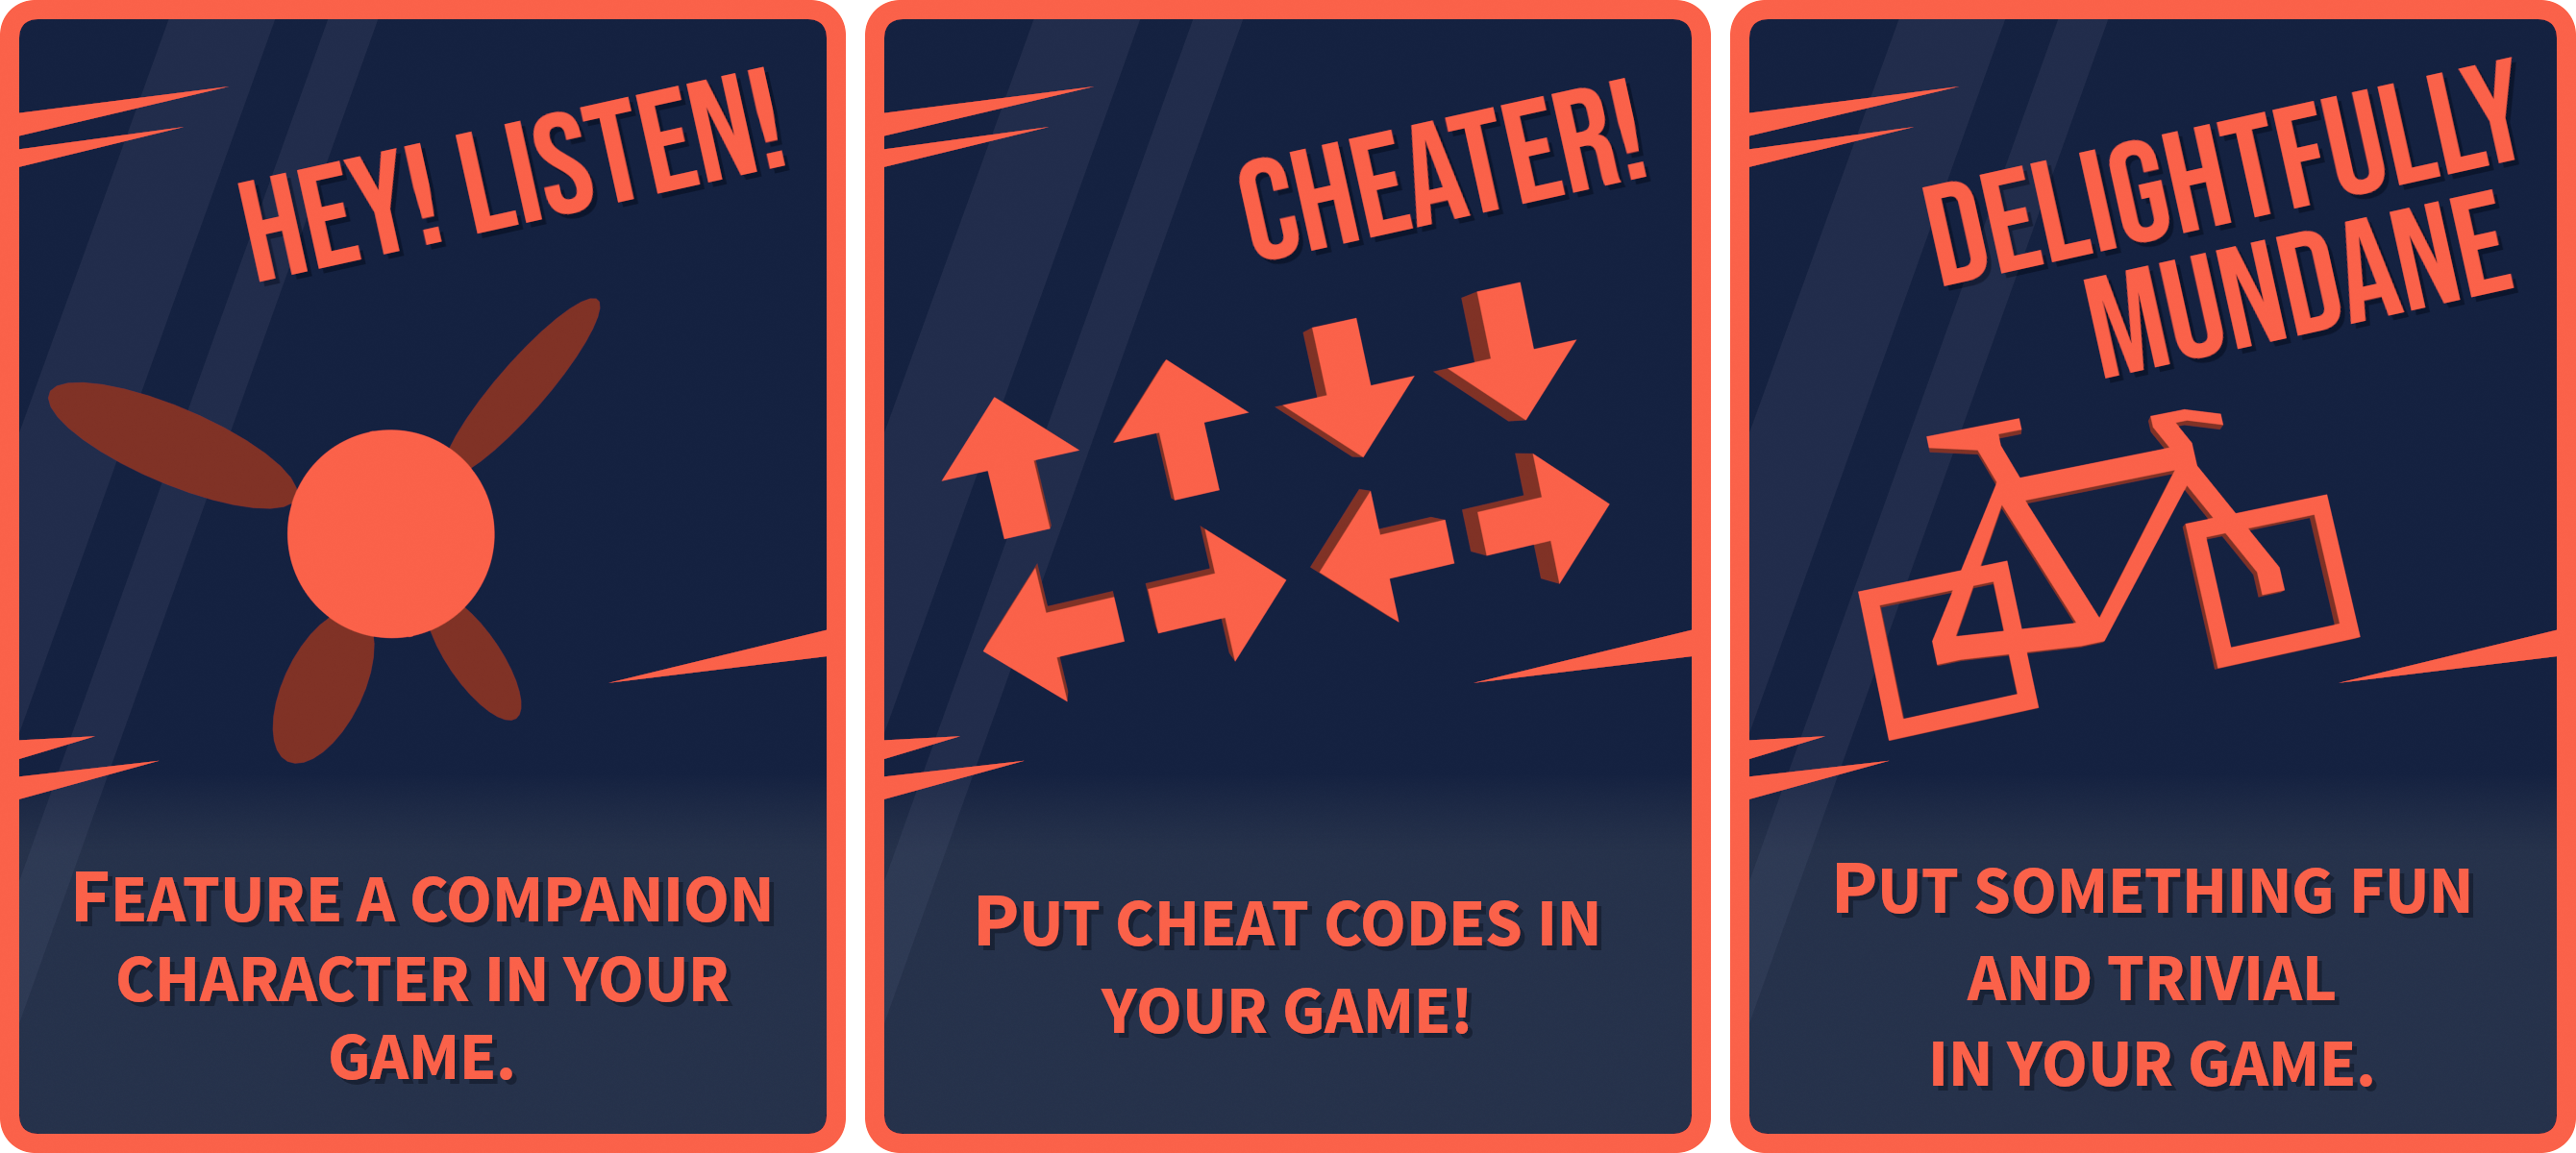 HEY! LISTEN!
FEATURE A COMPANION
CHARACTER IN YOUR
GAME.
CHEATER!
PUT CHEAT CODES IN
YOUR GAME!
DELIGHTFULLY
MUNDANE
PUT SOMETHING FUN
AND TRIVIAL
IN YOUR GAME.